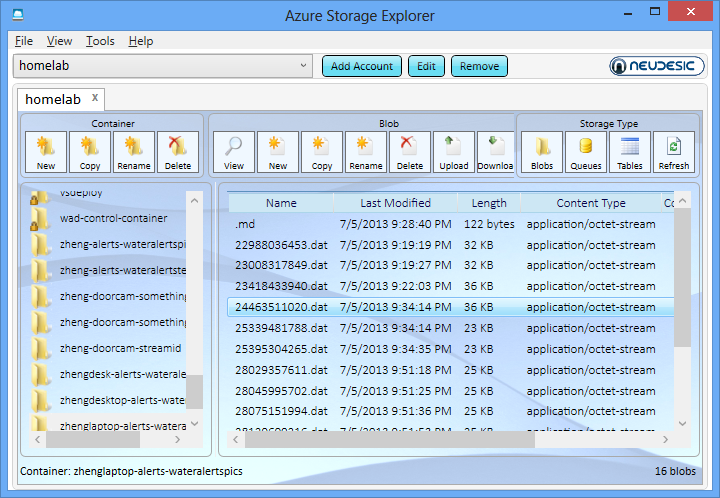 Azure Storage Explorer
File View Tools Help
homelab Add Account Edit Remove NEUDESIC
homelab x
Container Blob Storage Type
New Copy Rename Delete View New Copy Rename Delete Upload Downloa Blobs Queues Tables Refresh
vsdeploy
wad-control-container
zheng-alerts-wateralertspi
zheng-alerts-wateralertste
zheng-doorcam-something
zheng-doorcam-something
zheng-doorcam-streamid
zhengdesk-alerts-waterale
zhengdesktop-alerts-wate
zhenglaptop-alerts-watera
Name Last Modified Length Content Type Co
.md 7/5/2013 9:28:40 PM 122 bytes application/octet-stream
22988036453.dat 7/5/2013 9:19:19 PM 32 KB application/octet-stream
23008317849.dat 7/5/2013 9:19:27 PM 32 KB application/octet-stream
23418433940.dat 7/5/2013 9:22:03 PM 36 KB application/octet-stream
24463511020.dat 7/5/2013 9:34:14 PM 36 KB application/octet-stream
25339481788.dat 7/5/2013 9:34:14 PM 23 KB application/octet-stream
25395304265.dat 7/5/2013 9:34:35 PM 23 KB application/octet-stream
28029357611.dat 7/5/2013 9:51:18 PM 25 KB application/octet-stream
28045995702.dat 7/5/2013 9:51:25 PM 25 KB application/octet-stream
28075151994.dat 7/5/2013 9:51:36 PM 25 KB application/octet-stream
25 KB application/octet-stream
Container: zhenglaptop-alerts-wateralertspics 16 blobs